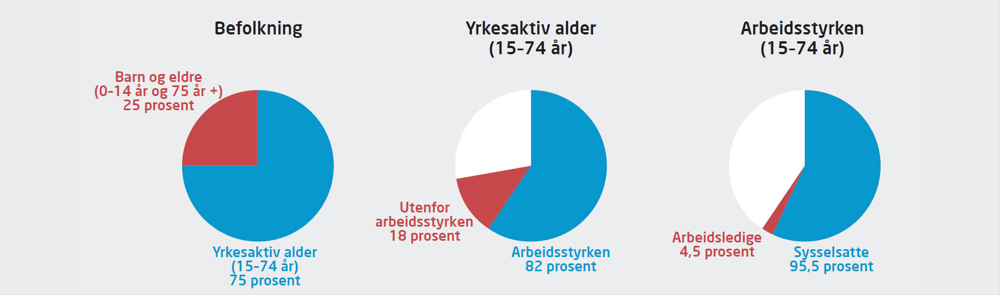 Befolkning
Barn og eldre
(0-14 år og 75 år +)
25 prosent
Yrkesaktiv alder
(15-74 år)
75 prosent
Yrkesaktiv alder
(15-74 år)
Utenfor
arbeidsstyrken
18 prosent
Arbeidsstyrken
82 prosent
Arbeidsstyrken
(15-74 år)
Arbeidsledige
4,5 prosent
Sysselsatte
95,5 prosent